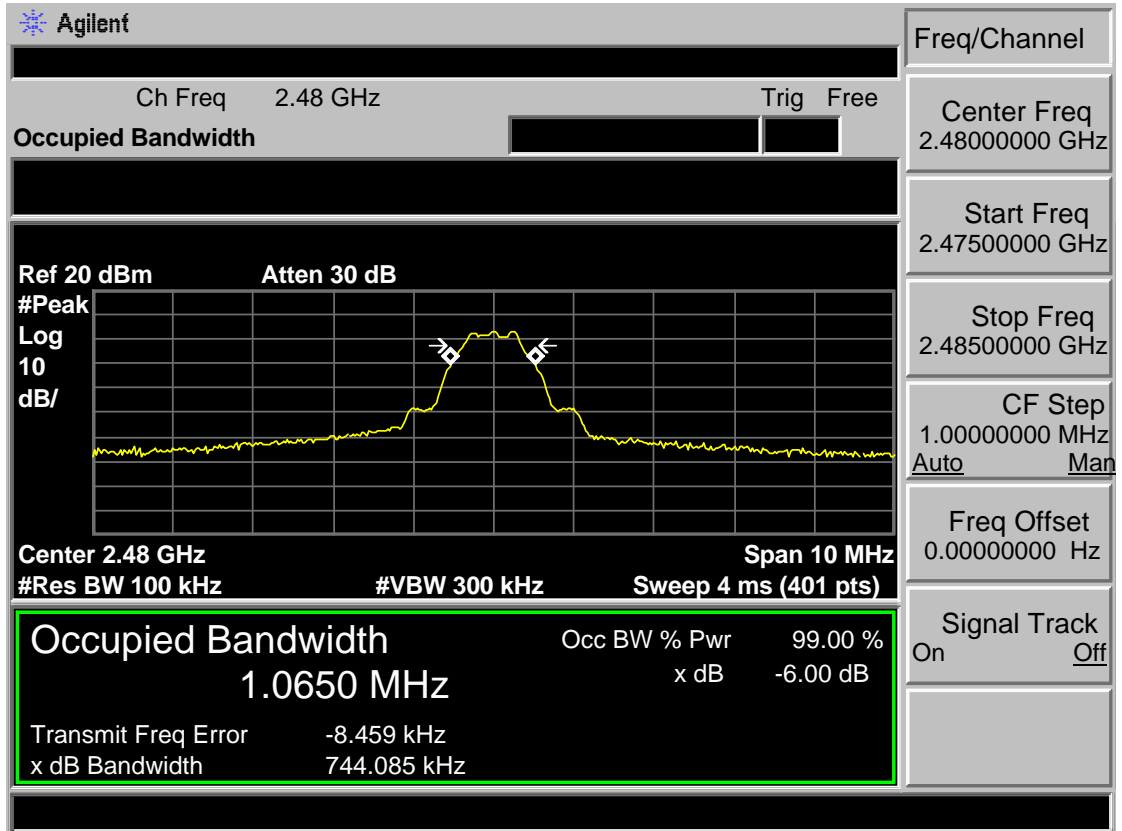 Agilent
Freq/Channel
Ch Freq 2.48 GHz Trig Free
Occupied Bandwidth
Center Freq
2.48000000 GHz
Start Freq
2.47500000 GHz
Stop Freq
2.48500000 GHz
CF Step
1.00000000 MHz
Auto Man
Freq Offset
0.00000000 Hz
Signal Track
On Off
Ref 20 dBm Atten 30 dB
#Peak
Log
10
dB/
Center 2.48 GHz Span 10 MHz
#Res BW 100 kHz #VBW 300 kHz Sweep 4 ms (401 pts)
Occupied Bandwidth
1.0650 MHz
Occ BW % Pwr 99.00 %
x dB -6.00 dB
Transmit Freq Error -8.459 kHz
x dB Bandwidth 744.085 kHz